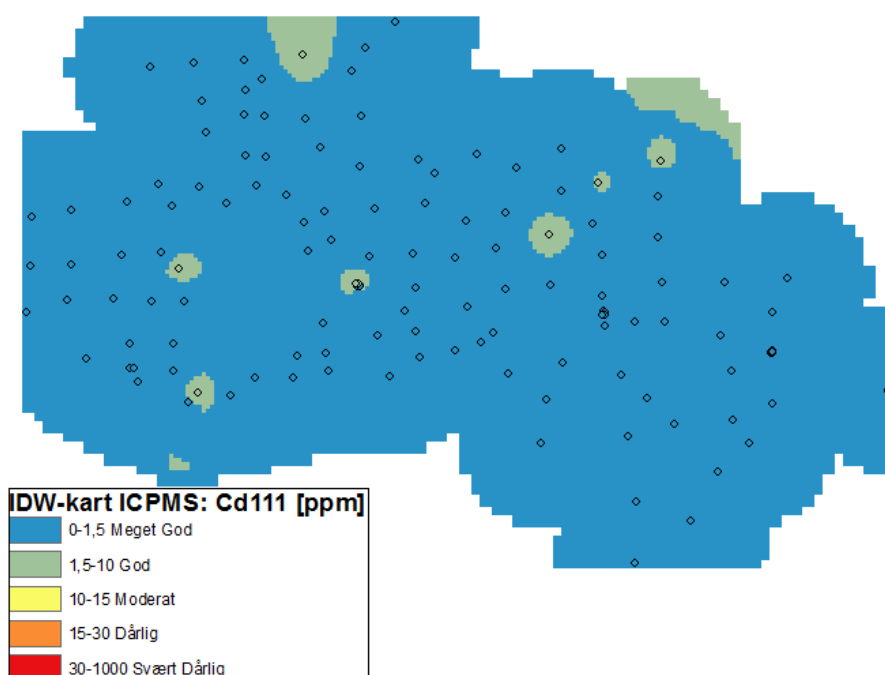 IDW-kart ICPMS: Cd111 [ppm]
0-1,5 Meget God
1,5-10 God
10-15 Moderat
15-30 Dårlig
30-1000 Svært Dårlig